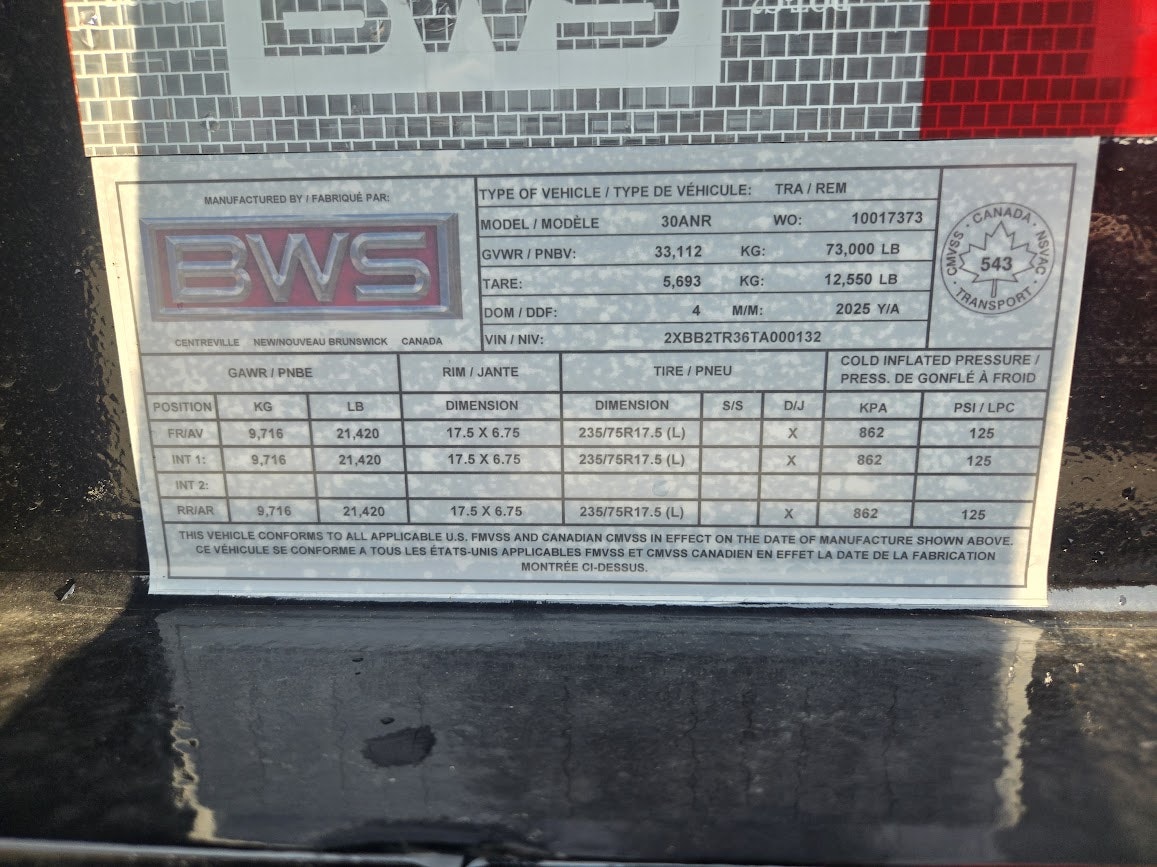 BWS
MANUFACTURED BY / FABRIQUÉ PAR:
BWS
CENTREVILLE NEW/NOUVEAU BRUNSWICK CANADA
TYPE OF VEHICLE / TYPE DE VÉHICULE: TRA / REM
MODEL / MODÈLE 30ANR WO: 10017373
GVWR / PNBV: 33,112 KG: 73,000 LB
TARE: 5,693 KG: 12,550 LB
DOM / DDF: 4 M/M: 2025 Y/A
VIN / NIV: 2XBB2TR36TA000132
CANADA
CMVSS 543 NSVAC
TRANSPORT
GAWR / PNBE RIM / JANTE TIRE / PNEU COLD INFLATED PRESSURE /
PRESS. DE GONFLÉ À FROID
POSITION KG LB DIMENSION DIMENSION S/S D/J KPA PSI / LPC
FR/AV 9,716 21,420 17.5 X 6.75 235/75R17.5 (L) X 862 125
INT 1: 9,716 21,420 17.5 X 6.75 235/75R17.5 (L) X 862 125
INT 2:
RR/AR 9,716 21,420 17.5 X 6.75 235/75R17.5 (L) X 862 125
THIS VEHICLE CONFORMS TO ALL APPLICABLE U.S. FMVSS AND CANADIAN CMVSS IN EFFECT ON THE DATE OF MANUFACTURE SHOWN ABOVE.
CE VÉHICULE SE CONFORME A TOUS LES ÉTATS-UNIS APPLICABLES FMVSS ET CMVSS CANADIEN EN EFFET LA DATE DE LA FABRICATION
MONTRÉE CI-DESSUS.